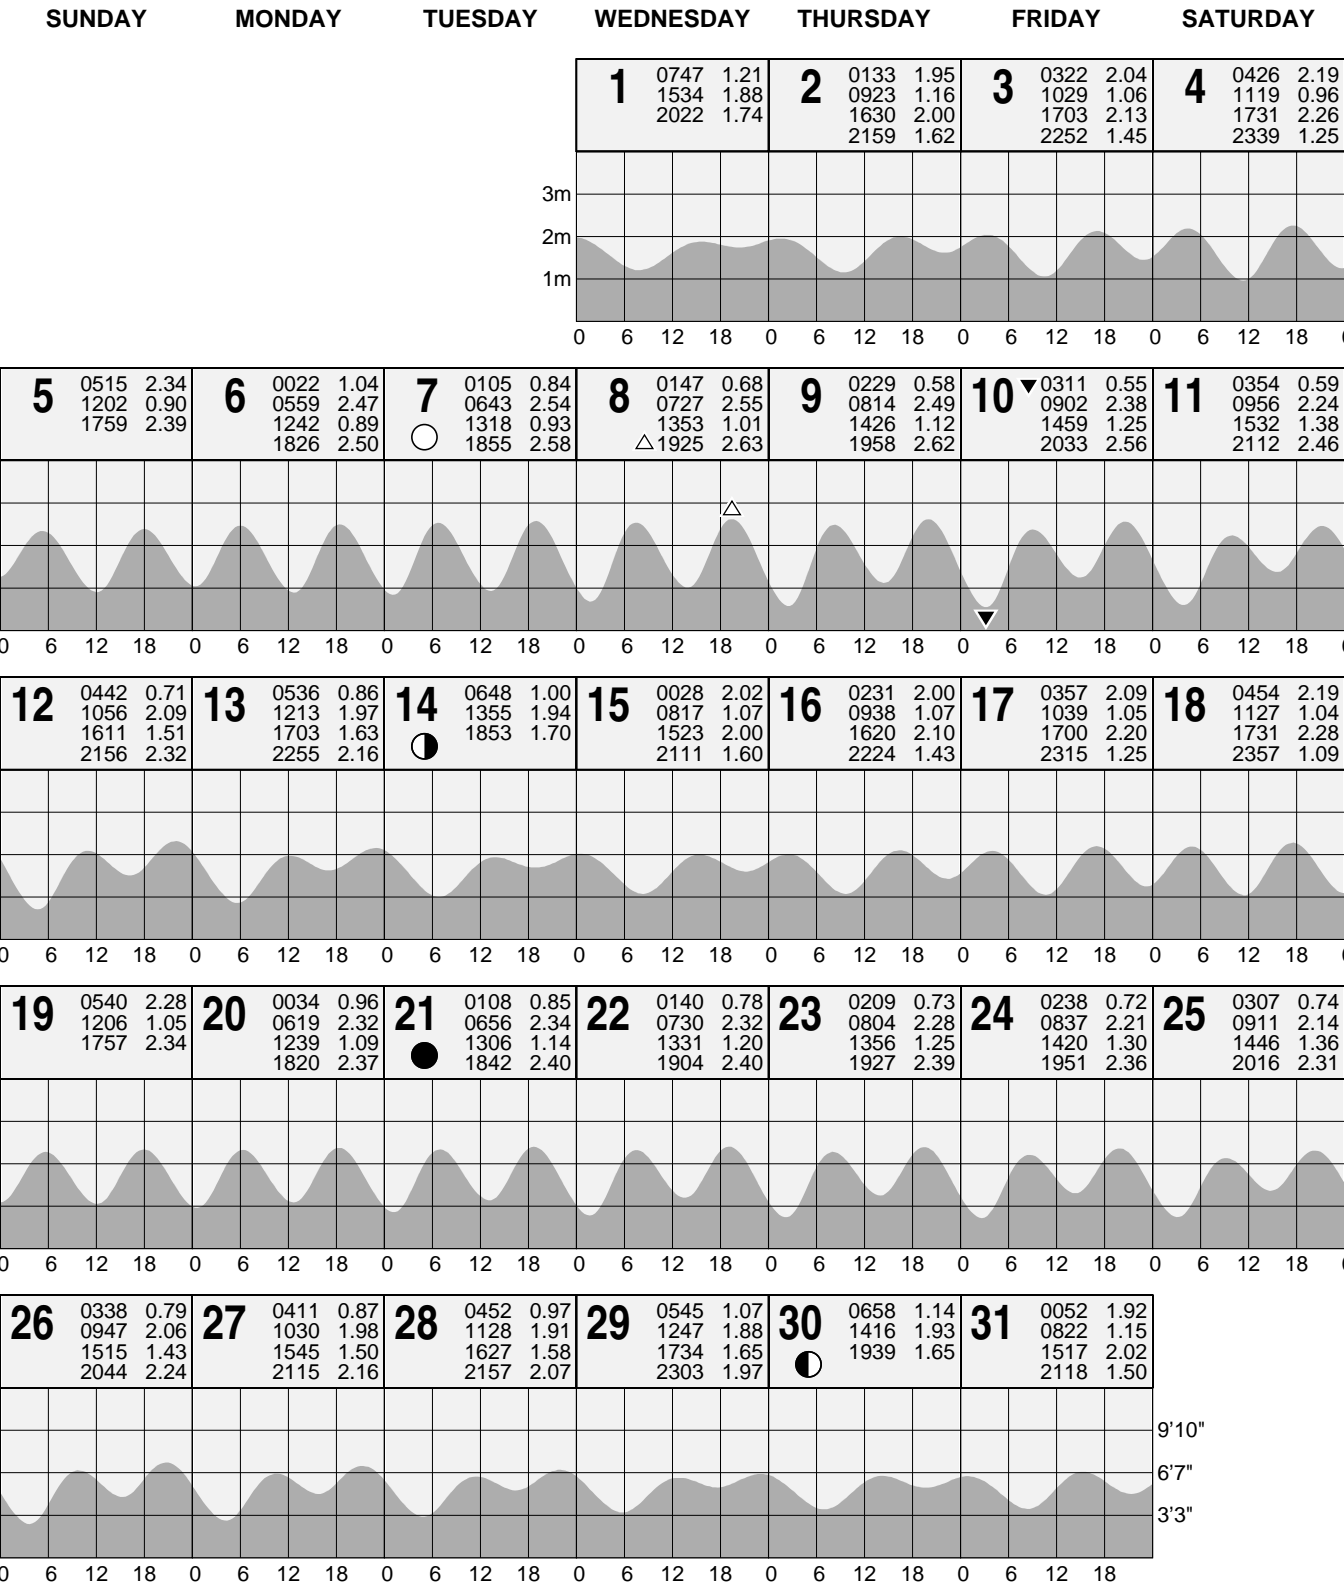 SUNDAY MONDAY TUESDAY WEDNESDAY THURSDAY FRIDAY SATURDAY
1 0747 1.21 2 0133 1.95 3 0322 2.04 4 0426 2.19
1534 1.88 0923 1.16 1029 1.06 1119 0.96
2022 1.74 1630 2.00 1703 2.13 1731 2.26
2159 1.62 2252 1.45 2339 1.25
3m
2m
1m
0 6 12 18 0 6 12 18 0 6 12 18 0 6 12 18
5 0515 2.34 6 0022 1.04 7 0105 0.84 8 0147 0.68 9 0229 0.58 10 0311 0.55 11 0354 0.59
1202 0.90 0559 2.47 0643 2.54 0727 2.55 0814 2.49 0902 2.38 0956 2.24
1759 2.39 1242 0.89 1318 0.93 1353 1.01 1426 1.12 1459 1.25 1532 1.38
1826 2.50 1855 2.58 1925 2.63 1958 2.62 2033 2.56 2112 2.46
0 6 12 18 0 6 12 18 0 6 12 18 0 6 12 18 0 6 12 18 0 6 12 18 0 6 12 18
12 0442 0.71 13 0536 0.86 14 0648 1.00 15 0028 2.02 16 0231 2.00 17 0357 2.09 18 0454 2.19
1056 2.09 1213 1.97 1355 1.94 0817 1.07 0938 1.07 1039 1.05 1127 1.04
1611 1.51 1703 1.63 1853 1.70 1523 2.00 1620 2.10 1700 2.20 1731 2.28
2156 2.32 2255 2.16 2111 1.60 2224 1.43 2315 1.25 2357 1.09
0 6 12 18 0 6 12 18 0 6 12 18 0 6 12 18 0 6 12 18 0 6 12 18 0 6 12 18
19 0540 2.28 20 0034 0.96 21 0108 0.85 22 0140 0.78 23 0209 0.73 24 0238 0.72 25 0307 0.74
1206 1.05 0619 2.32 0656 2.34 0730 2.32 0804 2.28 0837 2.21 0911 2.14
1757 2.34 1239 1.09 1306 1.14 1331 1.20 1356 1.25 1420 1.30 1446 1.36
1820 2.37 1842 2.40 1904 2.40 1927 2.39 1951 2.36 2016 2.31
0 6 12 18 0 6 12 18 0 6 12 18 0 6 12 18 0 6 12 18 0 6 12 18 0 6 12 18
26 0338 0.79 27 0411 0.87 28 0452 0.97 29 0545 1.07 30 0658 1.14 31 0052 1.92
0947 2.06 1030 1.98 1128 1.91 1247 1.88 1416 1.93 0822 1.15
1515 1.43 1545 1.50 1627 1.58 1734 1.65 1939 1.65 1517 2.02
2044 2.24 2115 2.16 2157 2.07 2303 1.97 2118 1.50
9'10"
6'7"
3'3"
0 6 12 18 0 6 12 18 0 6 12 18 0 6 12 18 0 6 12 18 0 6 12 18